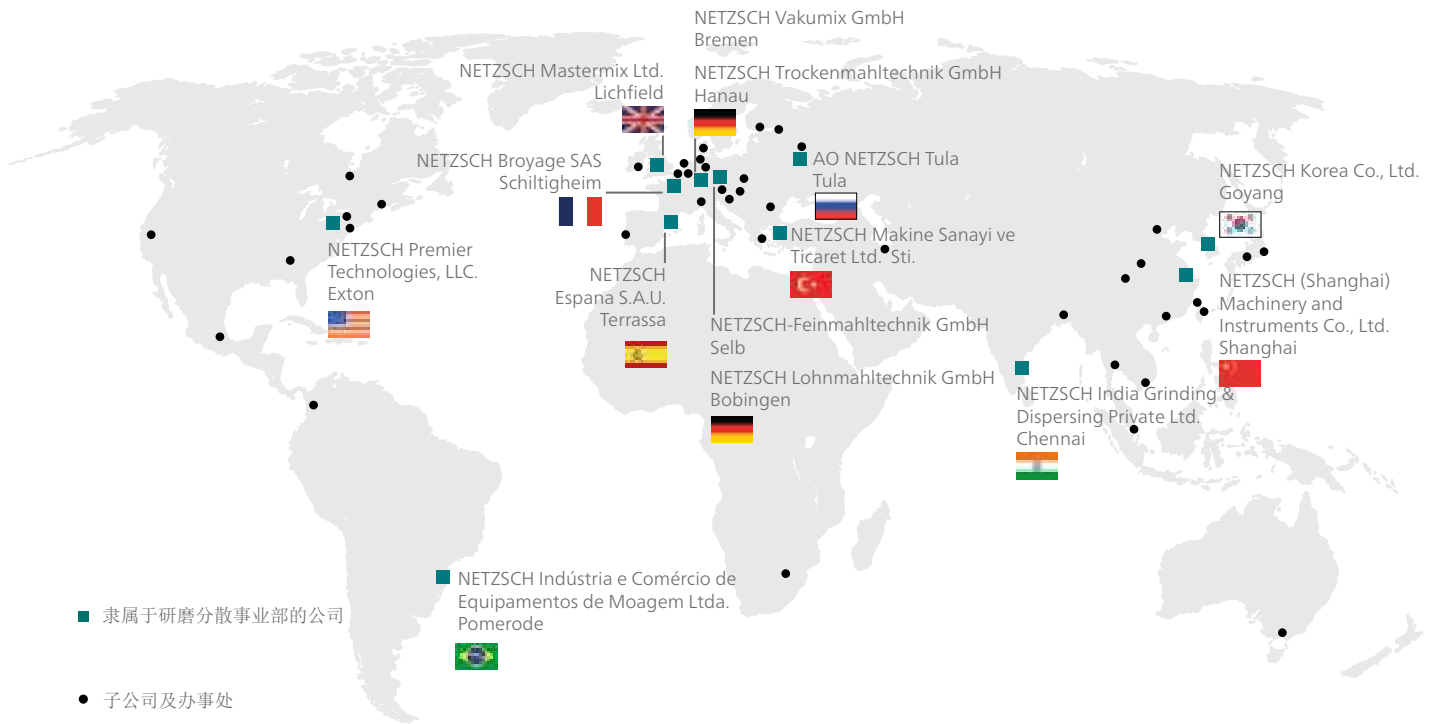 NETZSCH Vakumix GmbH
Bremen
NETZSCH Mastermix Ltd.
Lichfield
NETZSCH Trockenmahltechnik GmbH
Hanau
NETZSCH Broyage SAS
Schiltigheim
AO NETZSCH Tula
Tula
NETZSCH Korea Co., Ltd.
Goyang
NETZSCH Premier
Technologies, LLC.
Exton
NETZSCH
Espana S.A.U.
Terrassa
NETZSCH Makine Sanayi ve
Ticaret Ltd. Sti.
NETZSCH (Shanghai)
Machinery and
Instruments Co., Ltd.
Shanghai
NETZSCH-Feinmahltechnik GmbH
Selb
NETZSCH Lohnmahltechnik GmbH
Bobingen
NETZSCH India Grinding &
Dispersing Private Ltd.
Chennai
NETZSCH Indústria e Comércio de
Equipamentos de Moagem Ltda.
Pomerode
隶属于研磨分散事业部的公司
子公司及办事处